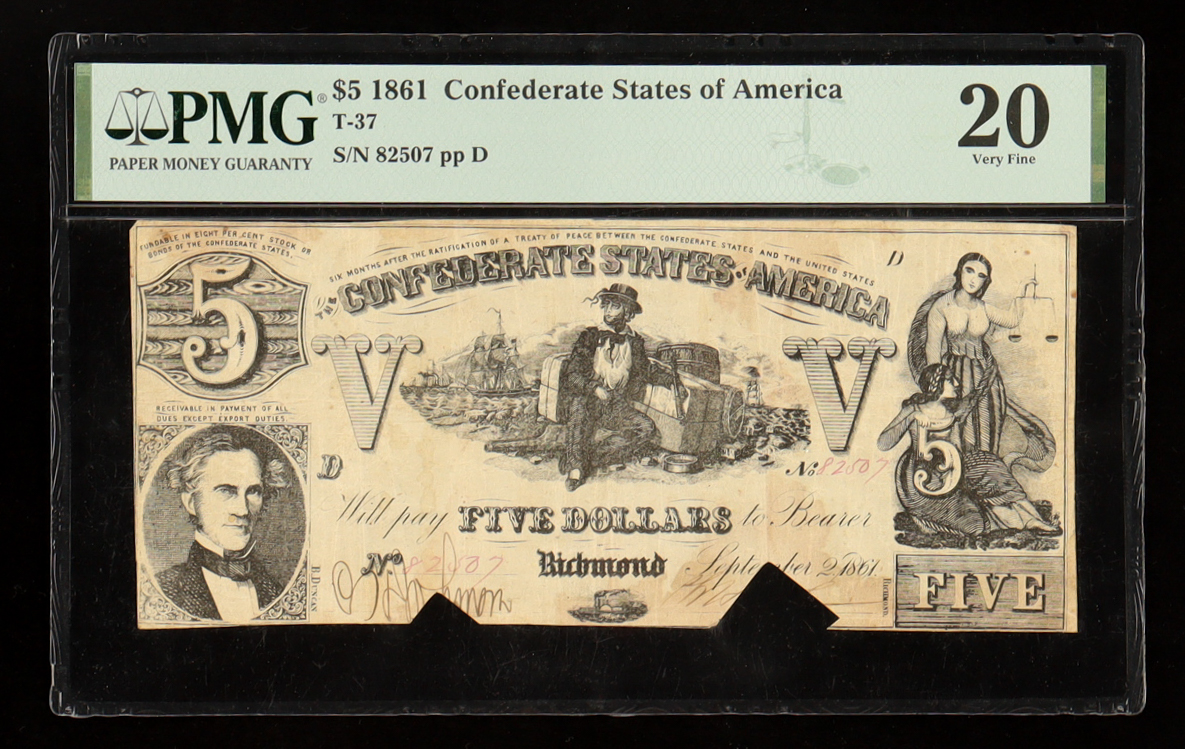 PMG®
PAPER MONEY GUARANTY
$5 1861 Confederate States of America
T-37
S/N 82507 pp D
20
Very Fine
FUNDABLE IN EIGHT PER CENT STOCK OR
BONDS OF THE CONFEDERATE STATES.
SIX MONTHS AFTER THE RATIFICATION OF A TREATY OF PEACE BETWEEN THE CONFEDERATE STATES AND THE UNITED STATES
THE CONFEDERATE STATES OF AMERICA
D
5
V
V
RECEIVABLE IN PAYMENT OF ALL
DUES EXCEPT EXPORT DUTIES.
5
D
No 82507
Will pay FIVE DOLLARS to Bearer
No 82507
Richmond September 2, 1861.
B. DUNCAN
RICHMOND.
FIVE